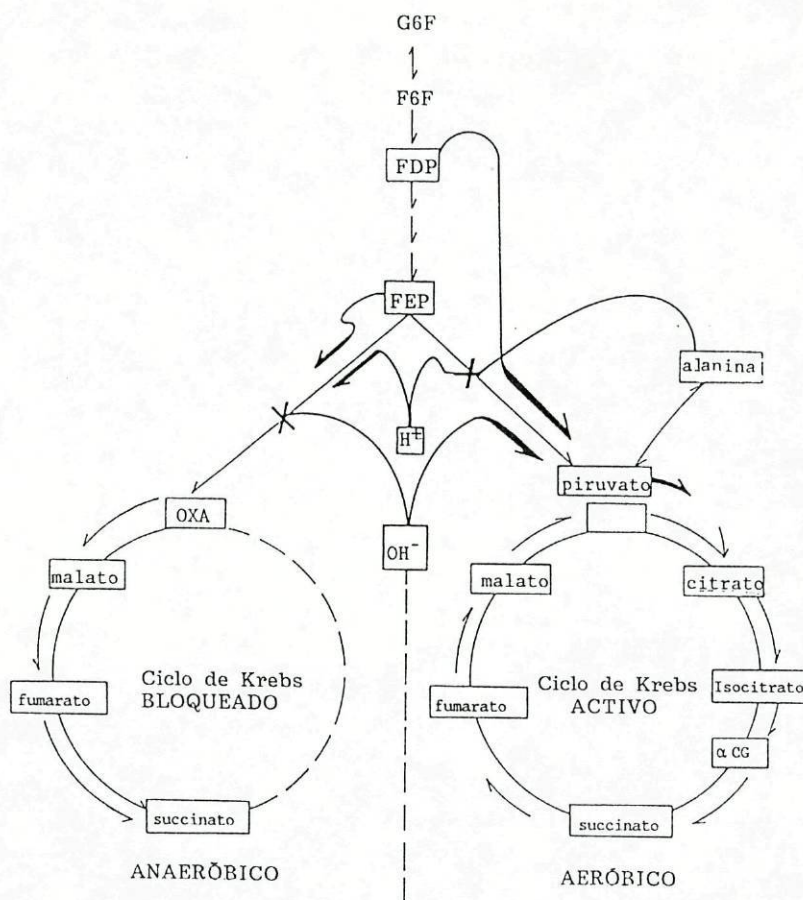 G6F
F6F
FDP
FEP
alanina
H+
piruvato
OXA
OH-
malato
malato
citrato
Ciclo de Krebs
BLOQUEADO
Ciclo de Krebs
ACTIVO
fumarato
fumarato
Isocitrato
α CG
succinato
succinato
ANAERÓBICO
AERÓBICO